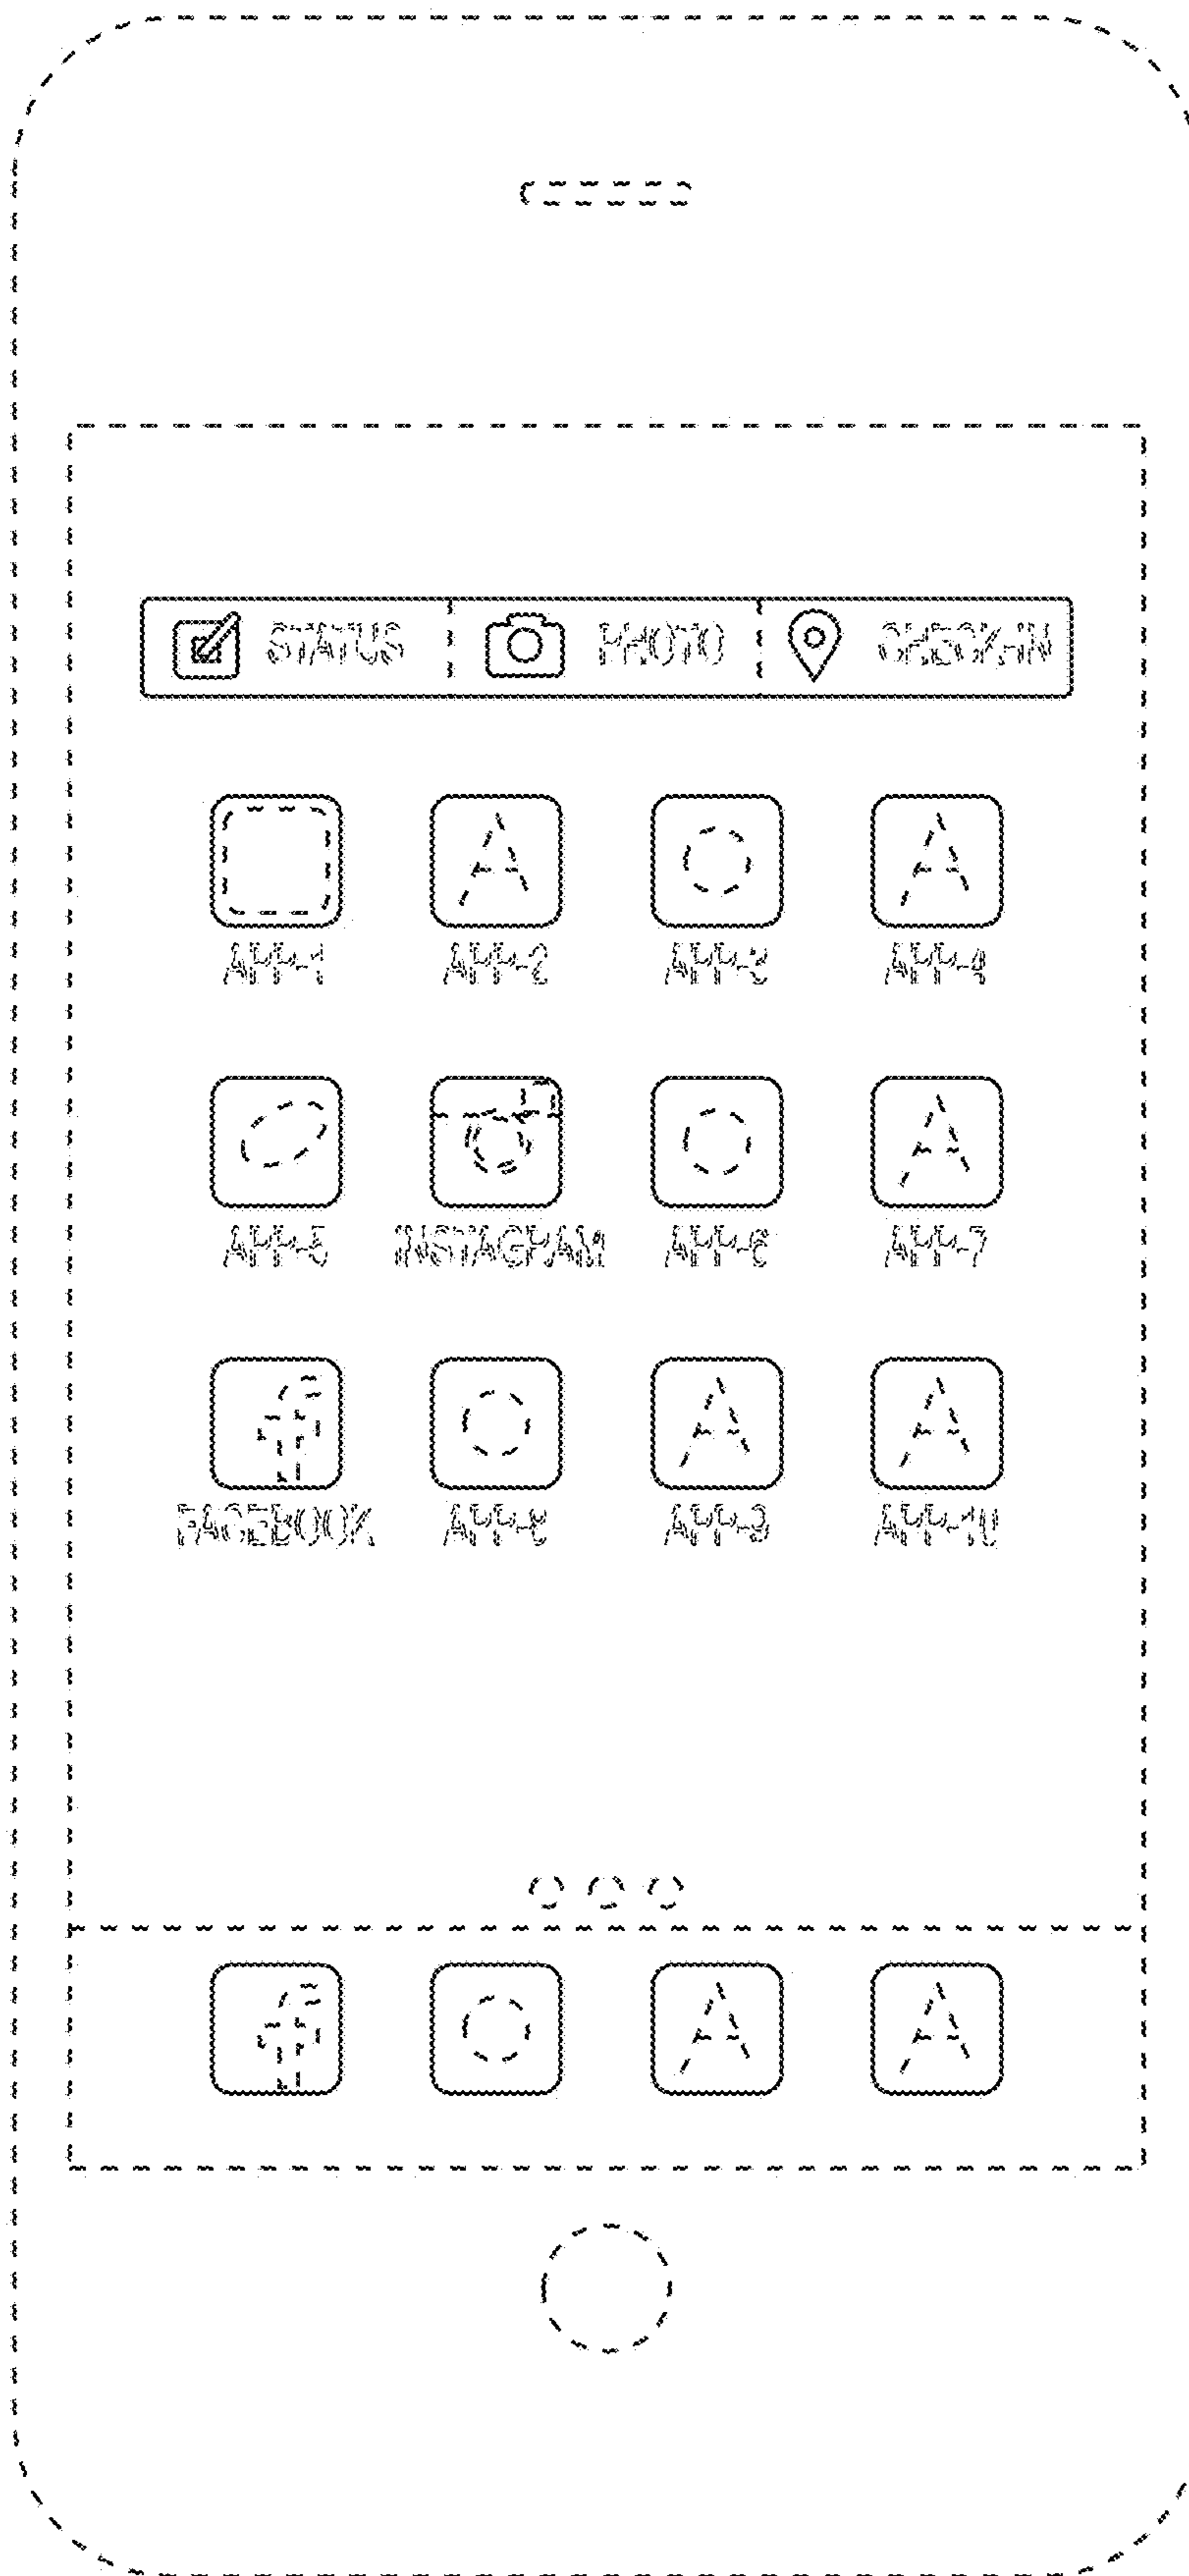 STATUS PHOTO CHECK-IN
A A
APP-1 APP-2 APP-3 APP-4
A
APP-5 INSTAGRAM APP-6 APP-7
f A A
FACEBOOK APP-8 APP-9 APP-10
f A A